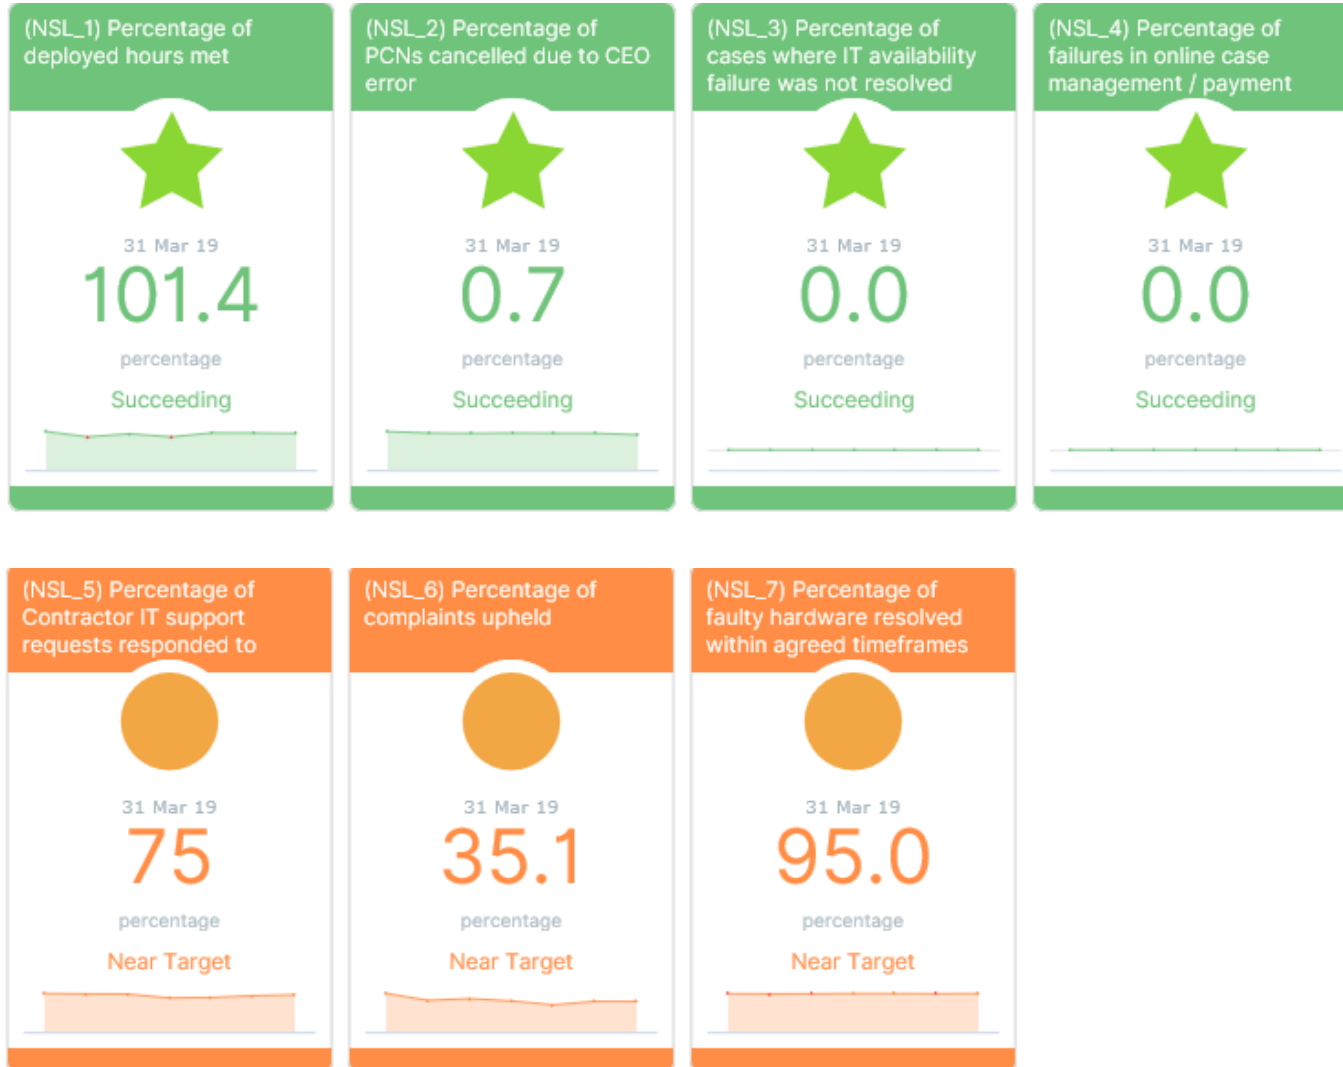 (NSL_1) Percentage of
deployed hours met
31 Mar 19
101.4
percentage
Succeeding
(NSL_2) Percentage of
PCNs cancelled due to CEO
error
31 Mar 19
0.7
percentage
Succeeding
(NSL_3) Percentage of
cases where IT availability
failure was not resolved
31 Mar 19
0.0
percentage
Succeeding
(NSL_4) Percentage of
failures in online case
management / payment
31 Mar 19
0.0
percentage
Succeeding
(NSL_5) Percentage of
Contractor IT support
requests responded to
31 Mar 19
75
percentage
Near Target
(NSL_6) Percentage of
complaints upheld
31 Mar 19
35.1
percentage
Near Target
(NSL_7) Percentage of
faulty hardware resolved
within agreed timeframes
31 Mar 19
95.0
percentage
Near Target